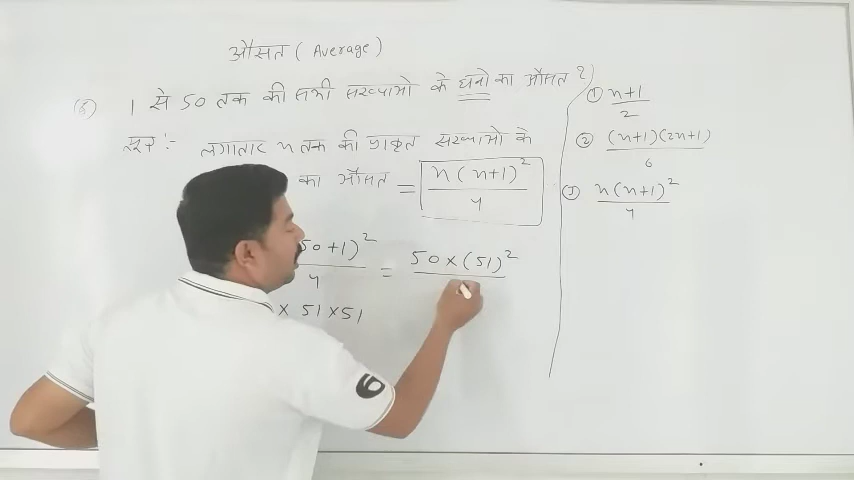 औसत ( Average )
(8) 1 से 50 तक की सभी संख्याओ के घनो का औसत ?
सूत्र :- लगातार n तक की प्राकृत संख्याओ के
का औसत = n(n+1)² / 4
50 +1)² / 4 = 50 × (51)²
× 51 × 51
① n+1 / 2
② (n+1)(2n+1) / 6
③ n(n+1)² / 4
6